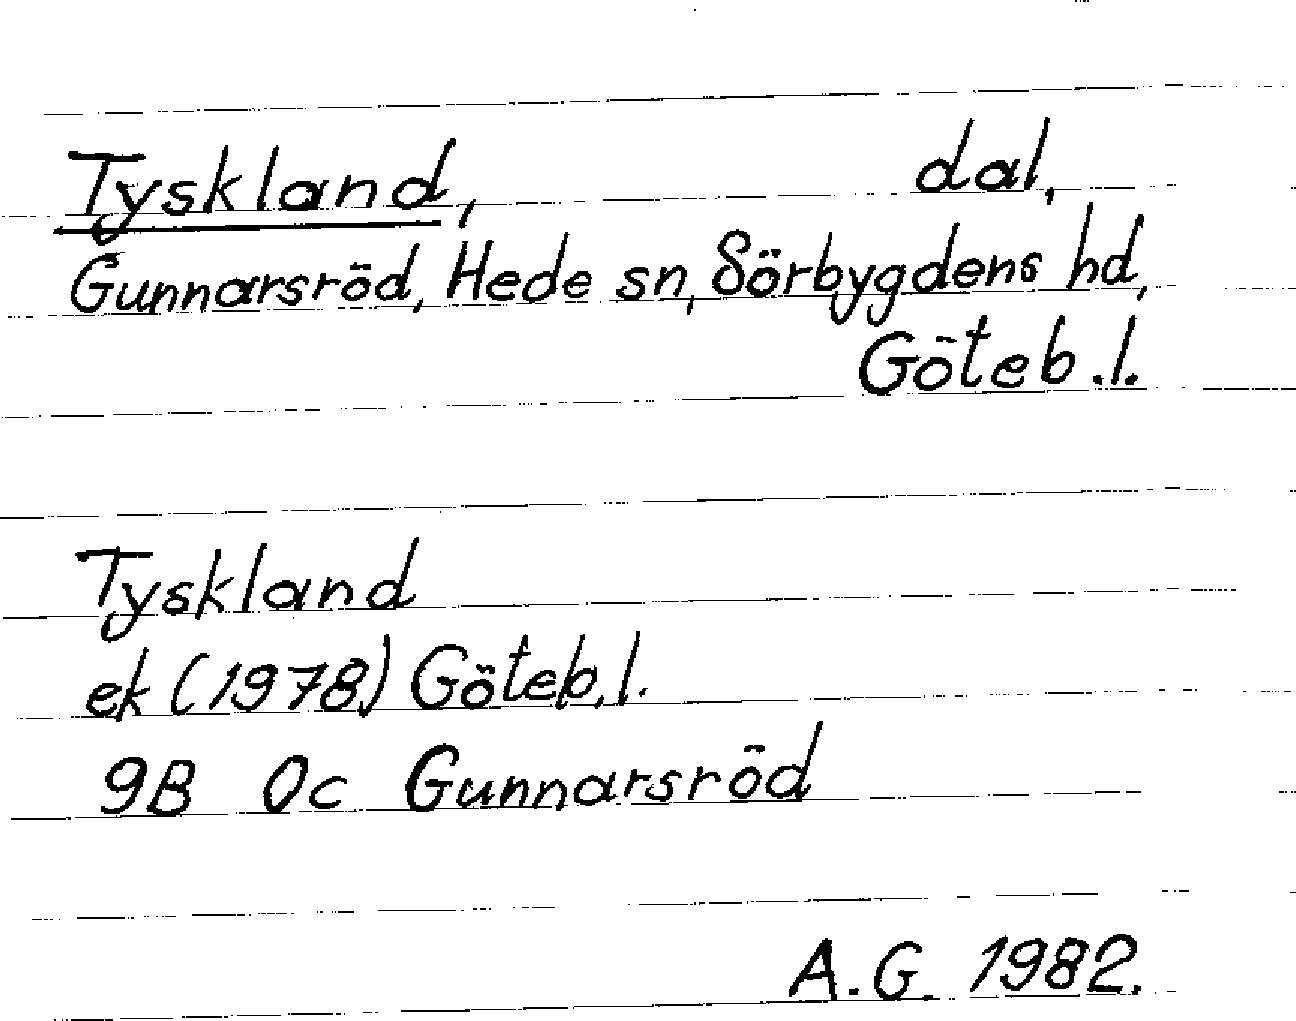 Tyskland, dal,
Gunnarsröd, Hede sn, Sörbygdens hd,
Göteb.l.
Tyskland
ek (1978) Göteb.l.
9B 0c Gunnarsröd
A.G. 1982.